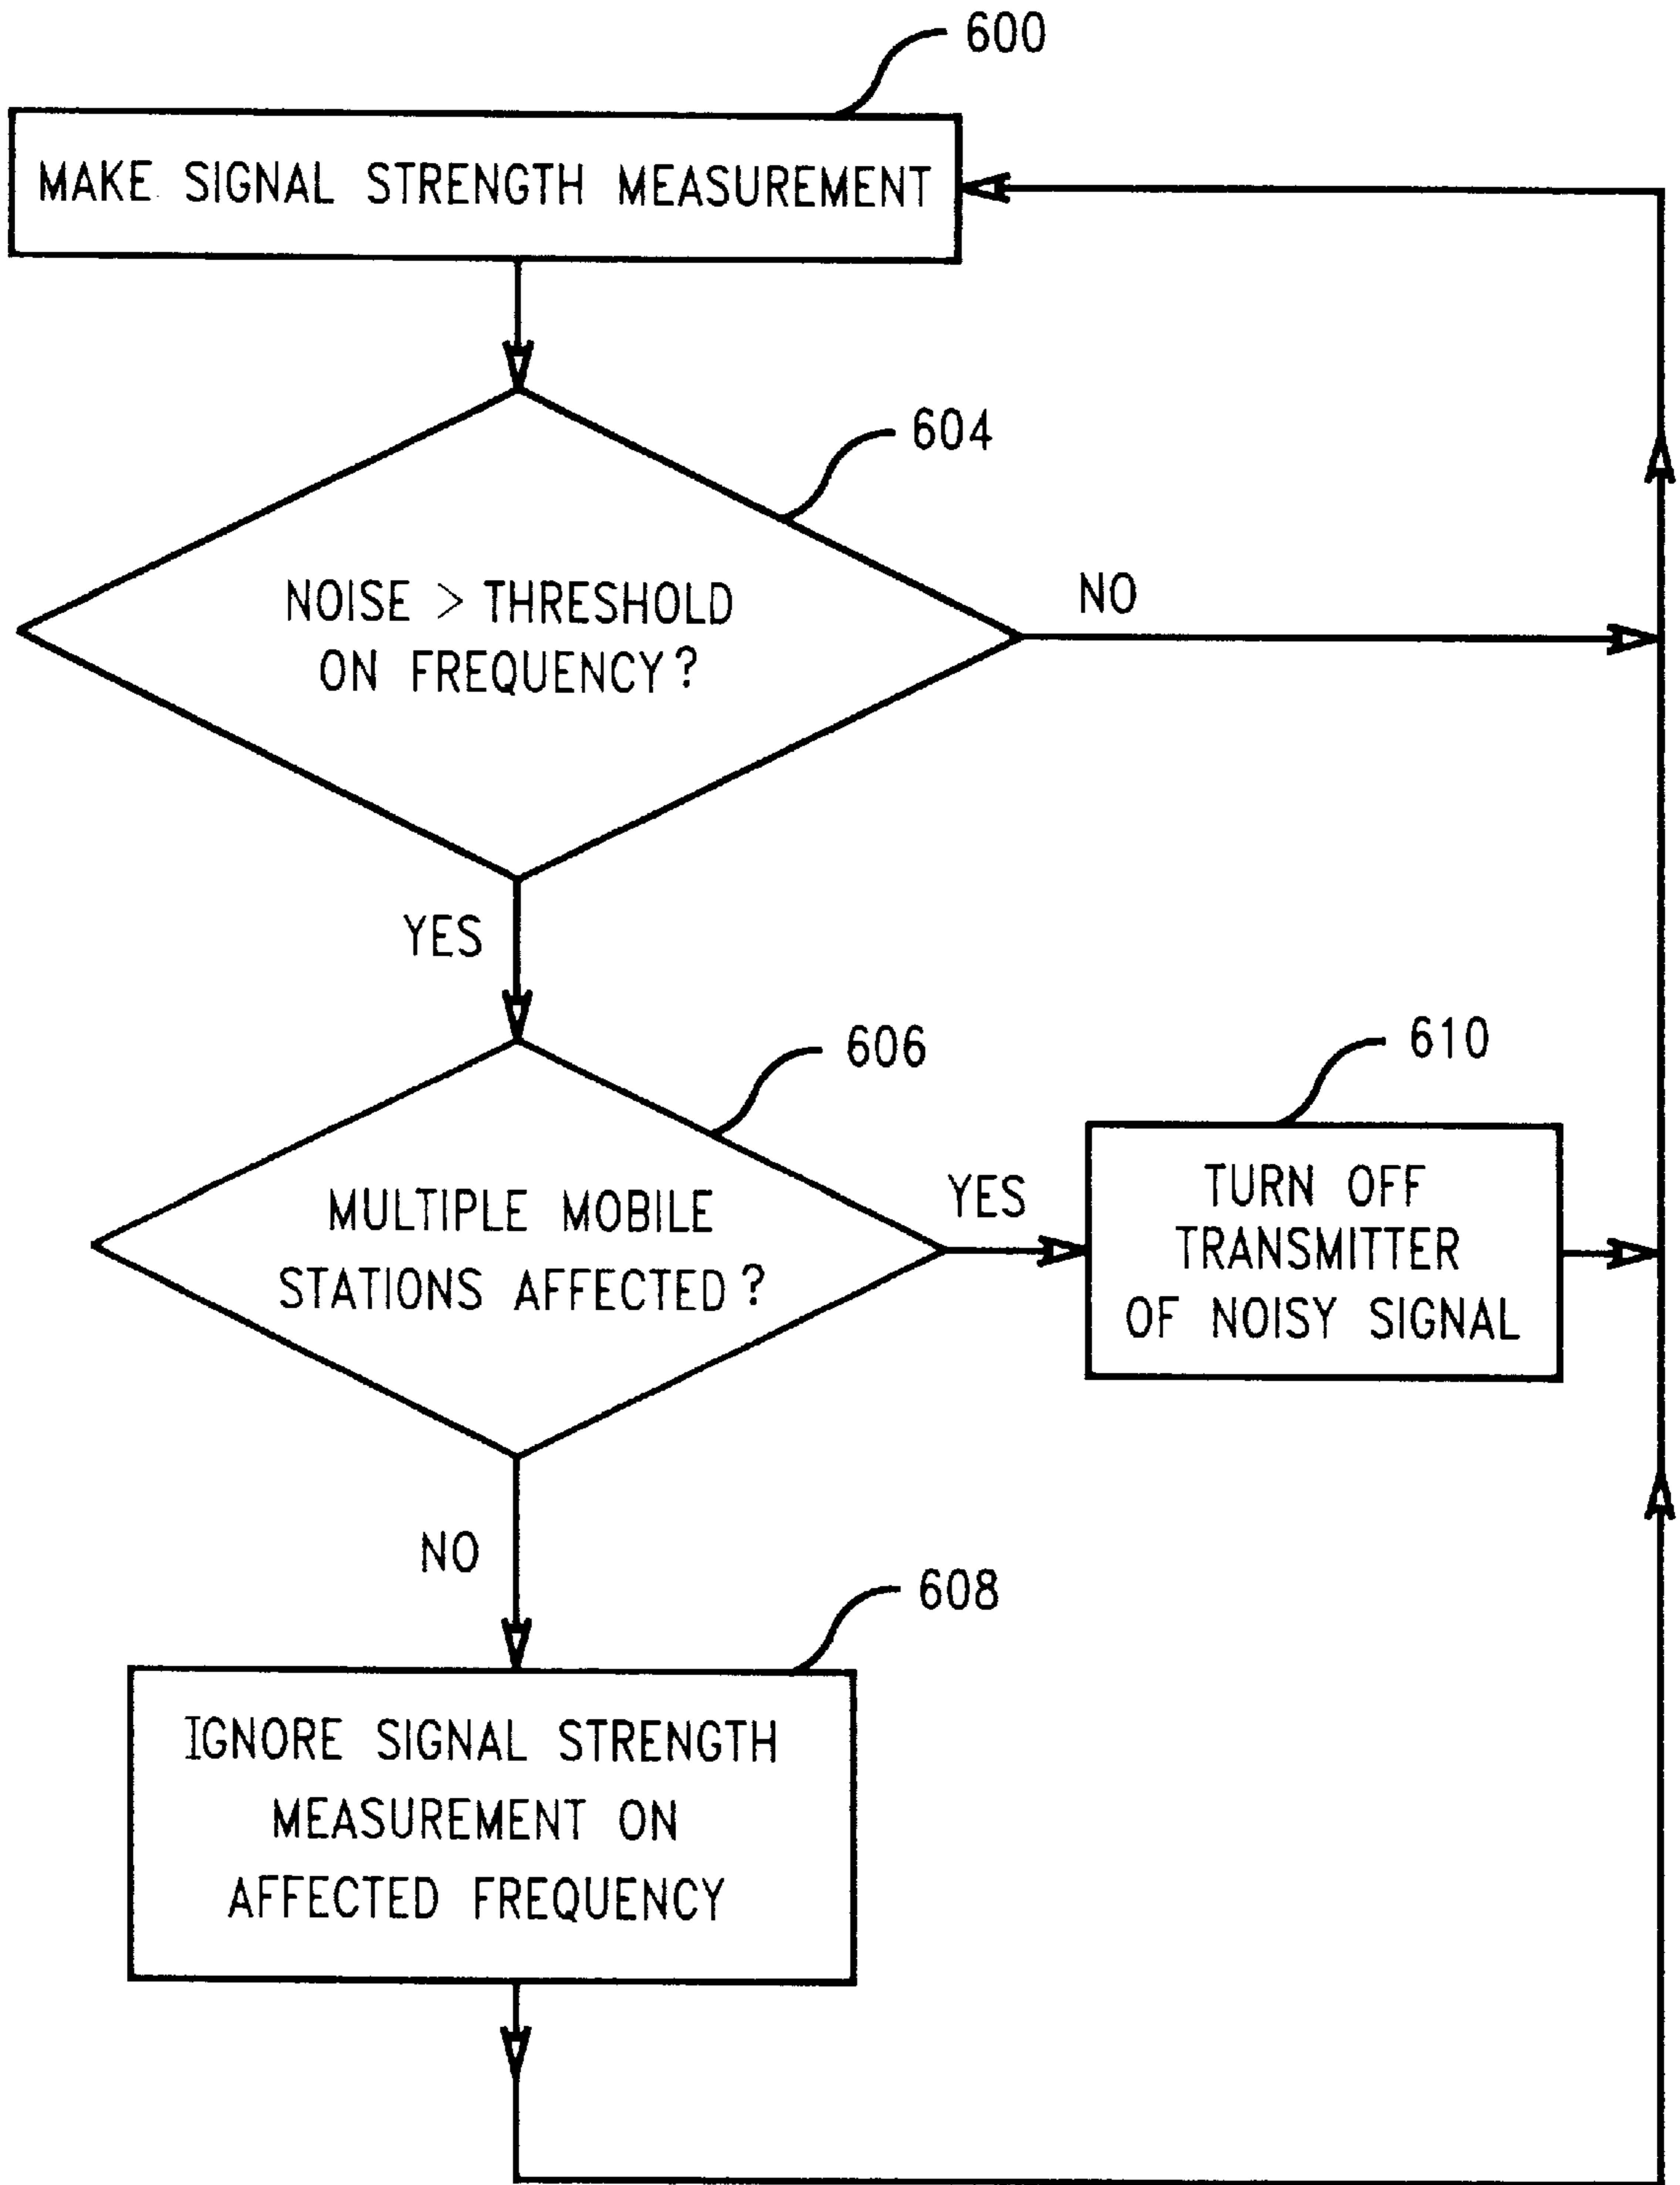 600
MAKE SIGNAL STRENGTH MEASUREMENT
604
NOISE > THRESHOLD
ON FREQUENCY?
NO
YES
606
MULTIPLE MOBILE
STATIONS AFFECTED?
YES
610
TURN OFF
TRANSMITTER
OF NOISY SIGNAL
NO
608
IGNORE SIGNAL STRENGTH
MEASUREMENT ON
AFFECTED FREQUENCY